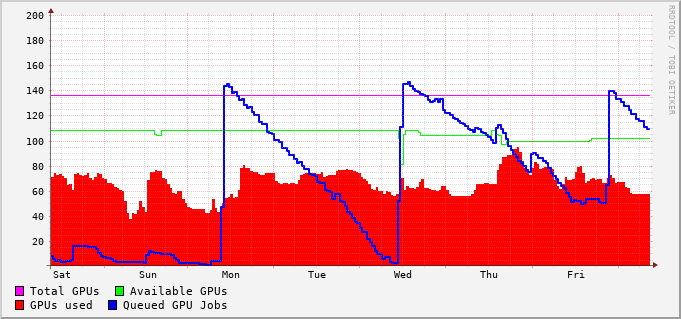 200
180
160
140
120
100
80
60
40
20
Sat Sun Mon Tue Wed Thu Fri
Total GPUs Available GPUs
GPUs used Queued GPU Jobs
RRDTOOL / TOBI OETIKER